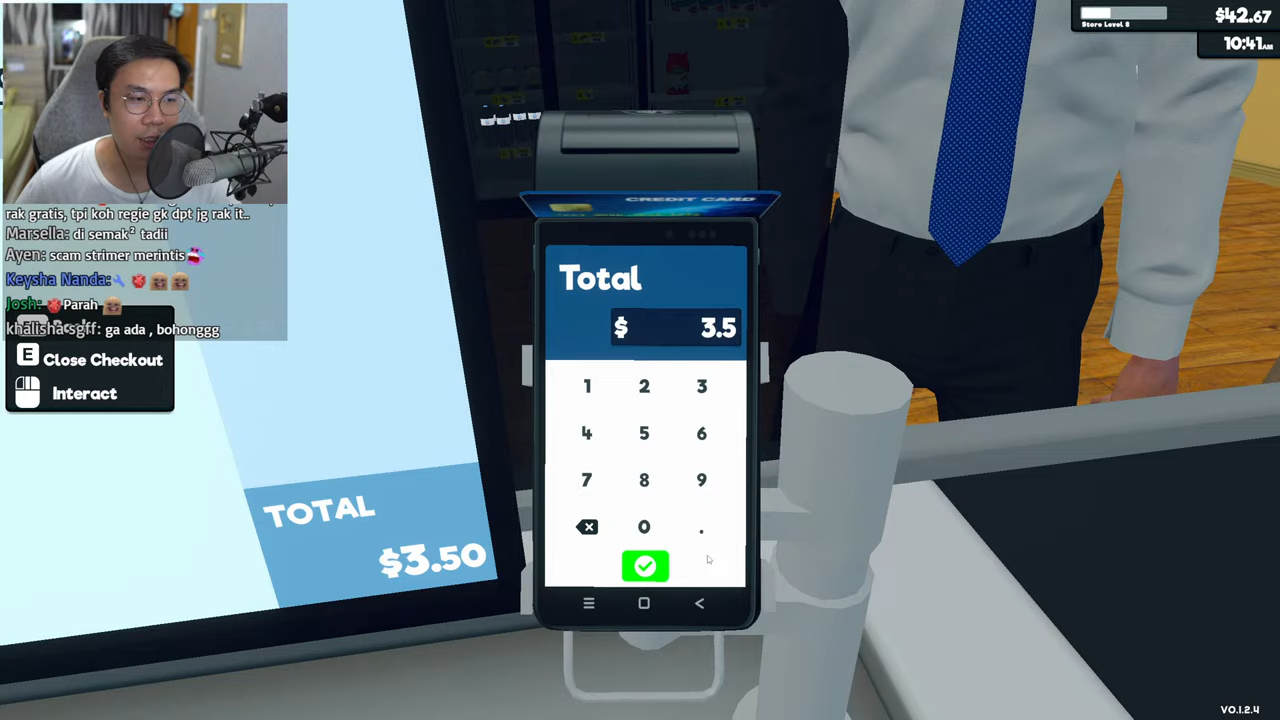 rak gratis, tpi koh regie gk dpt jg rak it..
Marsella: di semak² tadii
Ayen: scam strimer merintis
Keysha Nanda:
Josh: Parah
khalisha sgff: ga ada , bohonggg
E Close Checkout
Interact
TOTAL
$3.50
CREDIT CARD
Total
$ 3.5
1 2 3
4 5 6
7 8 9
0 .
$42.67
Store Level 8
10:41AM
V0.1.2.4